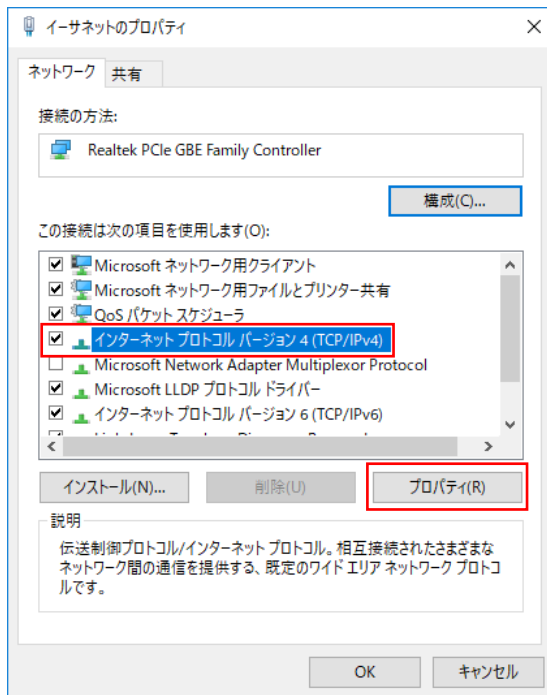 イーサネットのプロパティ
ネットワーク 共有
接続の方法:
Realtek PCIe GBE Family Controller
構成(C)...
この接続は次の項目を使用します(O):
Microsoft ネットワーク用クライアント
Microsoft ネットワーク用ファイルとプリンター共有
QoS パケット スケジューラ
インターネット プロトコル バージョン 4 (TCP/IPv4)
Microsoft Network Adapter Multiplexor Protocol
Microsoft LLDP プロトコル ドライバー
インターネット プロトコル バージョン 6 (TCP/IPv6)
インストール(N)... 削除(U) プロパティ(R)
説明
伝送制御プロトコル/インターネット プロトコル。相互接続されたさまざまな
ネットワーク間の通信を提供する、既定のワイド エリア ネットワーク プロトコ
ルです。
OK キャンセル